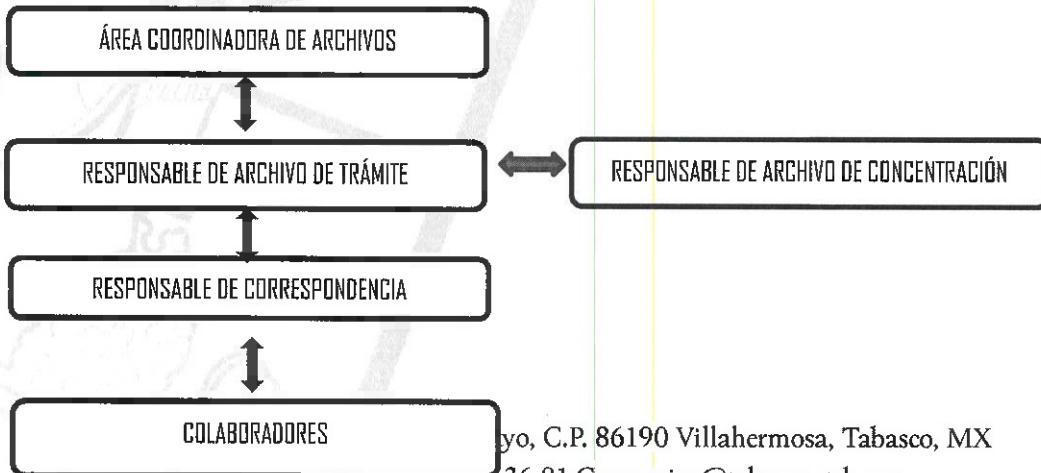 ÁREA COORDINADORA DE ARCHIVOS
RESPONSABLE DE ARCHIVO DE TRÁMITE
RESPONSABLE DE ARCHIVO DE CONCENTRACIÓN
RESPONSABLE DE CORRESPONDENCIA
COLABORADORES
yo, C.P. 86190 Villahermosa, Tabasco, MX